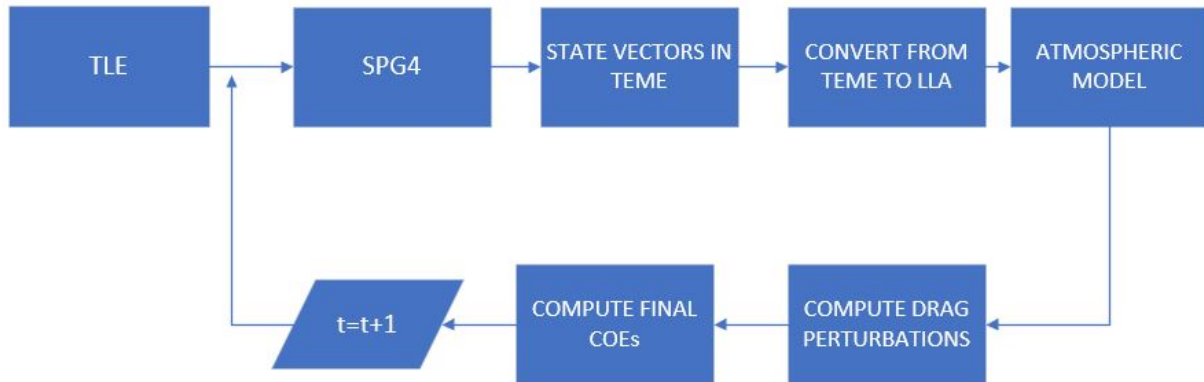 TLE
SPG4
STATE VECTORS IN
TEME
CONVERT FROM
TEME TO LLA
ATMOSPHERIC
MODEL
t=t+1
COMPUTE FINAL
COEs
COMPUTE DRAG
PERTURBATIONS